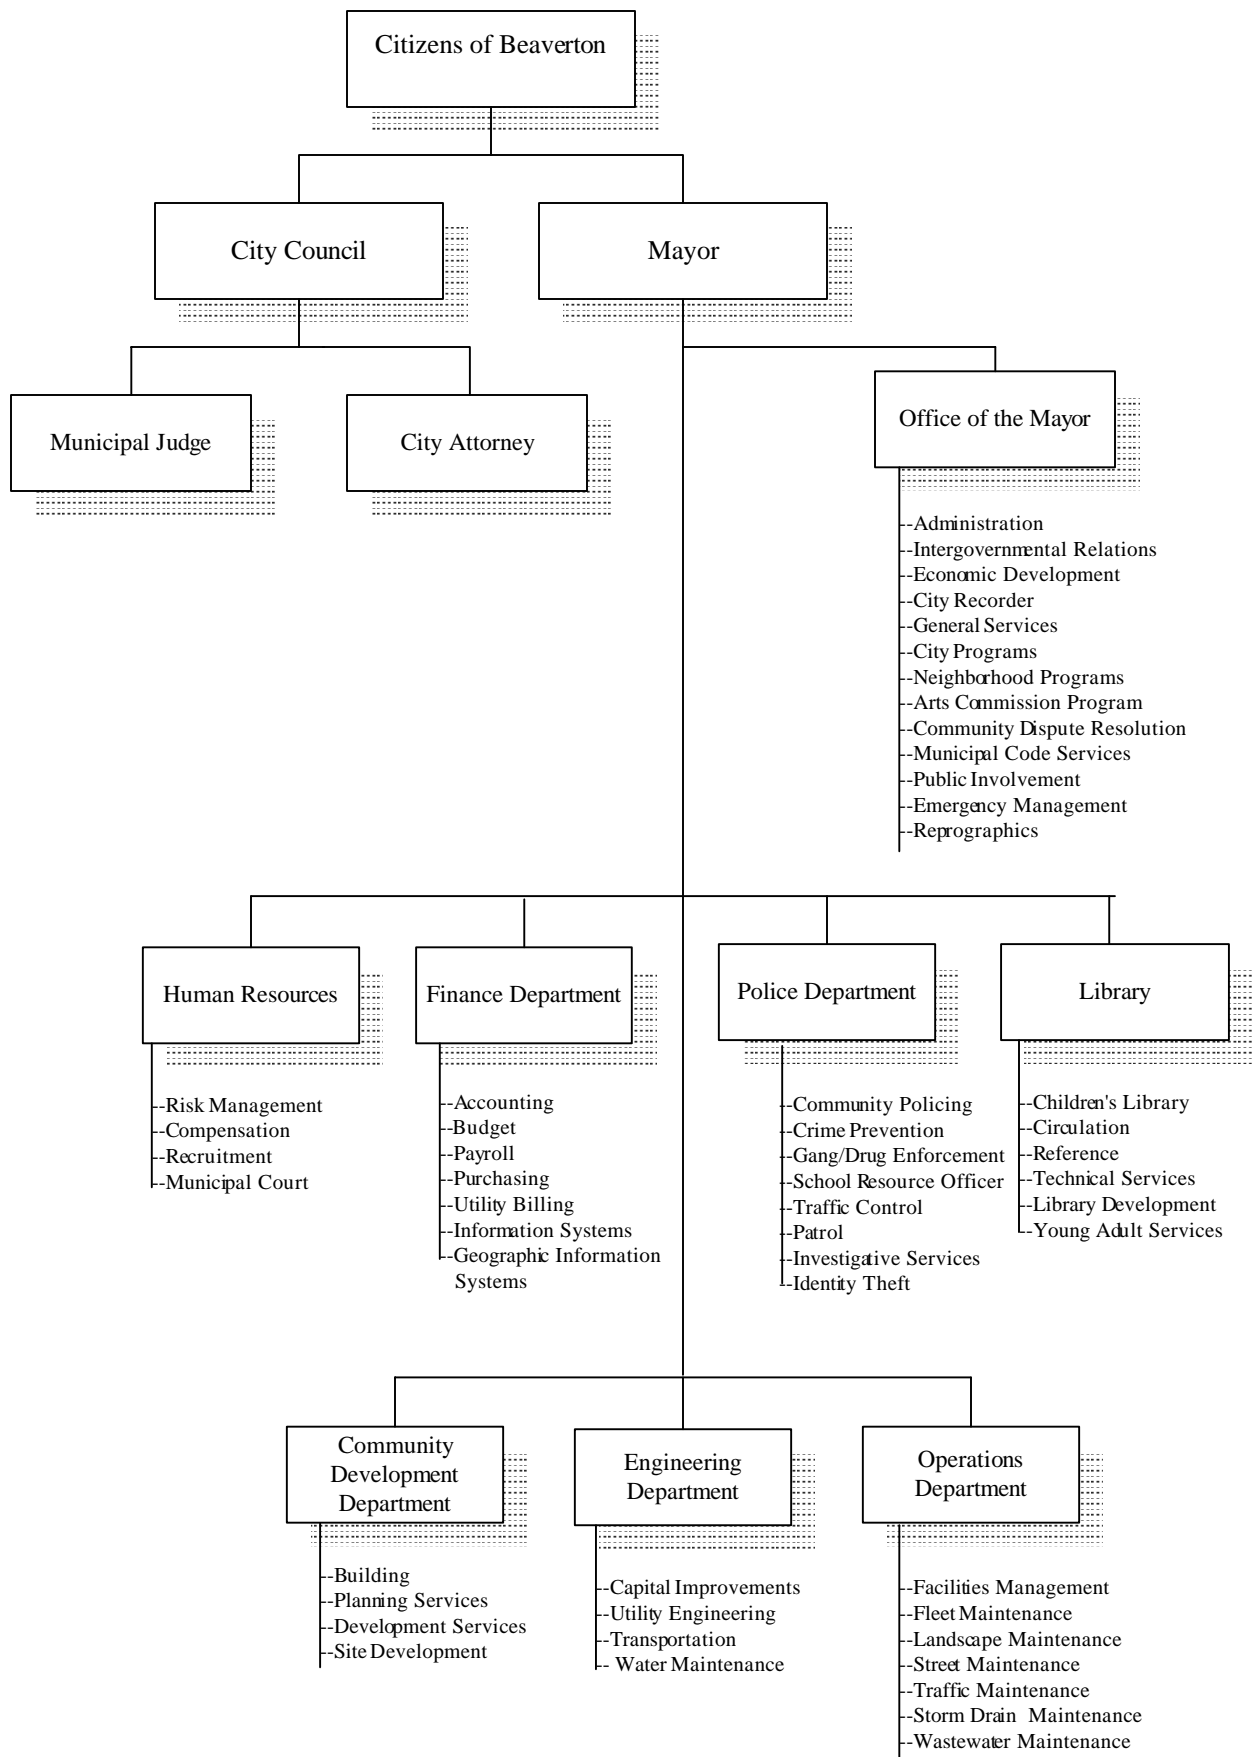 Citizens of Beaverton
City Council
Mayor
Municipal Judge
City Attorney
Office of the Mayor
--Administration
--Intergovernmental Relations
--Economic Development
--City Recorder
--General Services
--City Programs
--Neighborhood Programs
--Arts Commission Program
--Community Dispute Resolution
--Municipal Code Services
--Public Involvement
--Emergency Management
--Reprographics
Human Resources
--Risk Management
--Compensation
--Recruitment
--Municipal Court
Finance Department
--Accounting
--Budget
--Payroll
--Purchasing
--Utility Billing
--Information Systems
--Geographic Information
Systems
Police Department
--Community Policing
--Crime Prevention
--Gang/Drug Enforcement
--School Resource Officer
--Traffic Control
--Patrol
--Investigative Services
--Identity Theft
Library
--Children's Library
--Circulation
--Reference
--Technical Services
--Library Development
--Young Adult Services
Community
Development
Department
--Building
--Planning Services
--Development Services
--Site Development
Engineering
Department
--Capital Improvements
--Utility Engineering
--Transportation
-- Water Maintenance
Operations
Department
--Facilities Management
--Fleet Maintenance
--Landscape Maintenance
--Street Maintenance
--Traffic Maintenance
--Storm Drain Maintenance
--Wastewater Maintenance